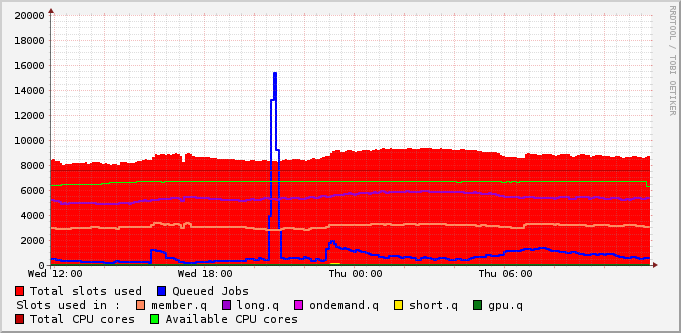 20000
18000
16000
14000
12000
10000
8000
6000
4000
2000
0
Wed 12:00 Wed 18:00 Thu 00:00 Thu 06:00
Total slots used Queued Jobs
Slots used in : member.q long.q ondemand.q short.q gpu.q
Total CPU cores Available CPU cores
RRDTOOL / TOBI OETIKER